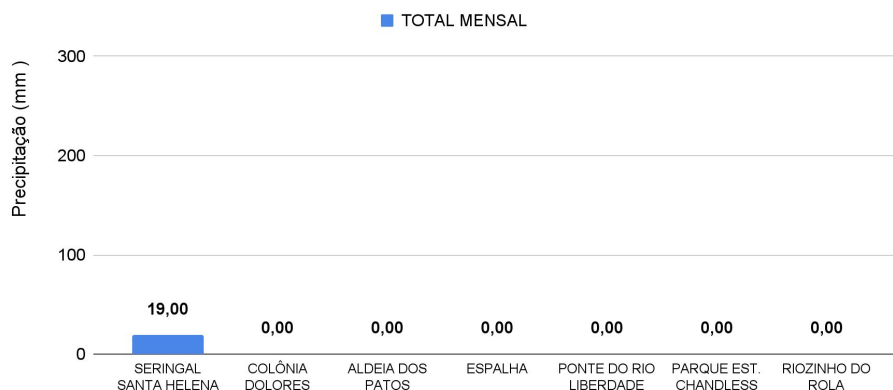 TOTAL MENSAL
Precipitação (mm )
300
200
100
0
19,00
0,00
0,00
0,00
0,00
0,00
0,00
SERINGAL
SANTA HELENA
COLÔNIA
DOLORES
ALDEIA DOS
PATOS
ESPALHA
PONTE DO RIO
LIBERDADE
PARQUE EST.
CHANDLESS
RIOZINHO DO
ROLA